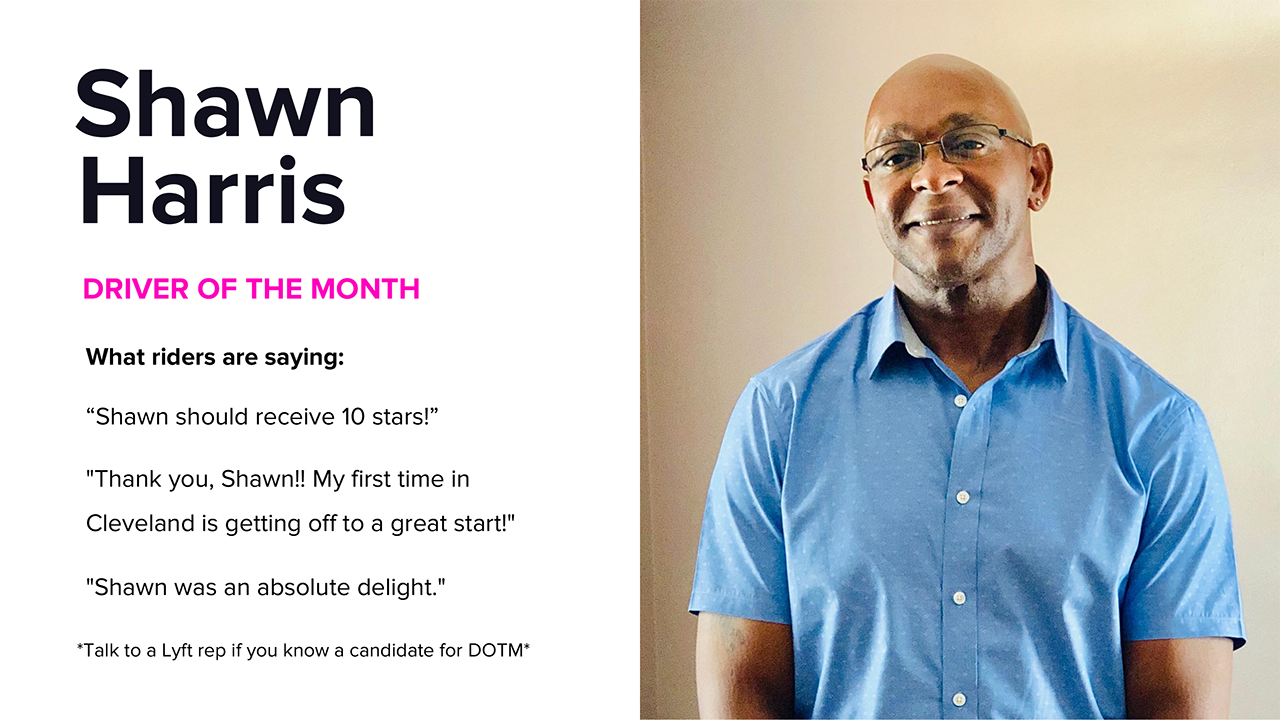 Shawn
Harris
DRIVER OF THE MONTH
What riders are saying:
“Shawn should receive 10 stars!”
"Thank you, Shawn!! My first time in
Cleveland is getting off to a great start!"
"Shawn was an absolute delight."
*Talk to a Lyft rep if you know a candidate for DOTM*